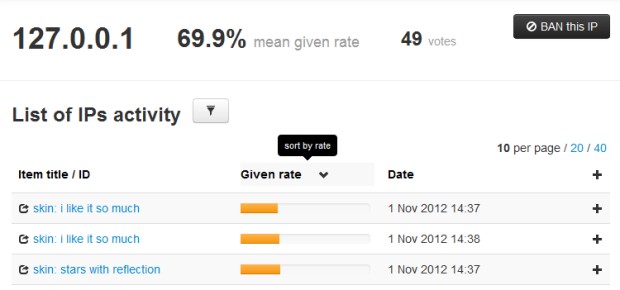 127.0.0.1 69.9% mean given rate 49 votes BAN this IP
List of IPs activity
sort by rate
10 per page / 20 / 40
Item title / ID Given rate Date
skin: i like it so much 1 Nov 2012 14:37
skin: i like it so much 1 Nov 2012 14:38
skin: stars with reflection 1 Nov 2012 14:37